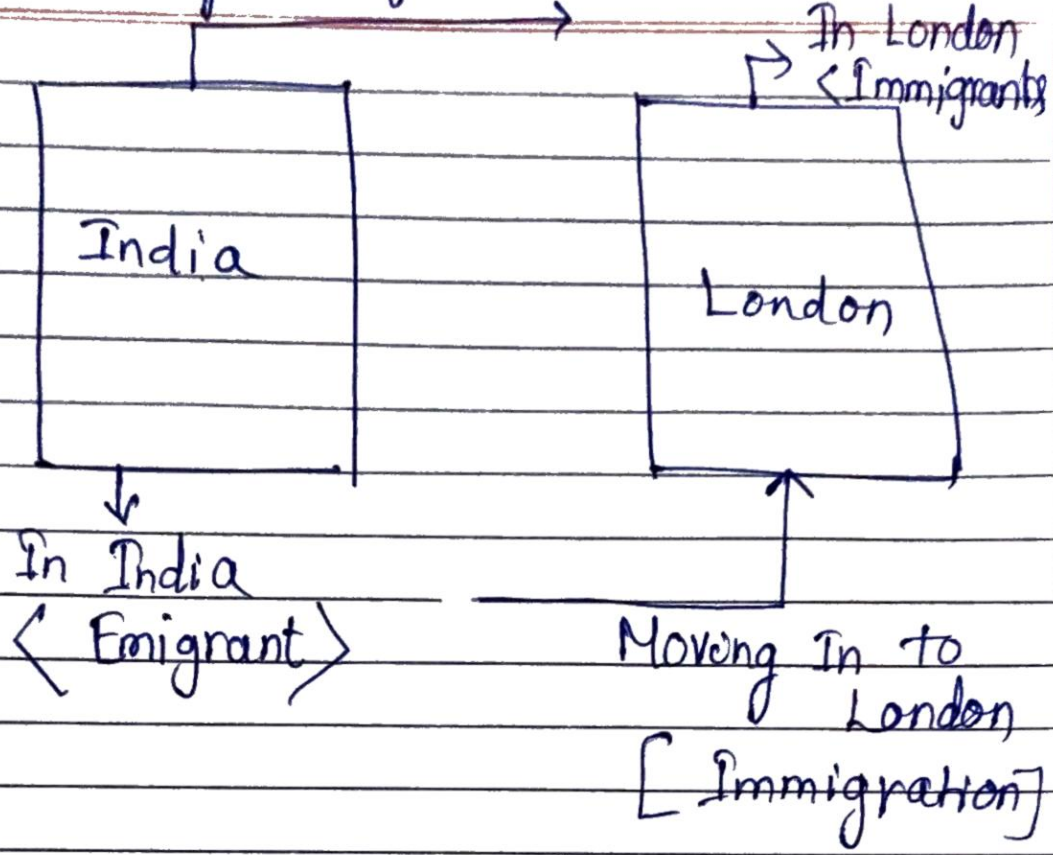 In London
<Immigrants
India
London
In India
< Emigrant >
Moving In to
London
[ Immigration ]